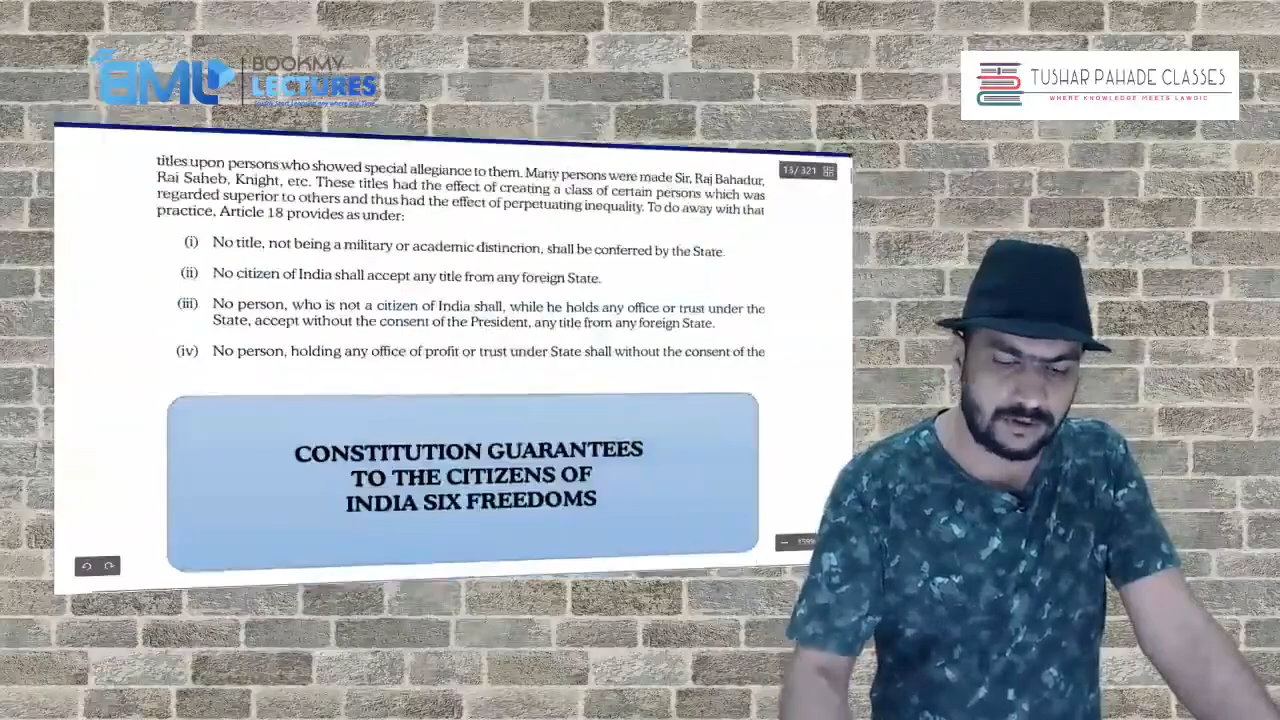 BML
BOOKMY
LECTURES
TUSHAR PAHADE CLASSES
WHERE KNOWLEDGE MEETS LAWGIC
titles upon persons who showed special allegiance to them. Many persons were made Sir, Raj Bahadur,
Rai Saheb, Knight, etc. These titles had the effect of creating a class of certain persons which was
regarded superior to others and thus had the effect of perpetuating inequality. To do away with that
practice, Article 18 provides as under:
13/ 321
(i) No title, not being a military or academic distinction, shall be conferred by the State.
(ii) No citizen of India shall accept any title from any foreign State.
(iii) No person, who is not a citizen of India shall, while he holds any office or trust under the
State, accept without the consent of the President, any title from any foreign State.
(iv) No person, holding any office of profit or trust under State shall without the consent of the
CONSTITUTION GUARANTEES
TO THE CITIZENS OF
INDIA SIX FREEDOMS
159%